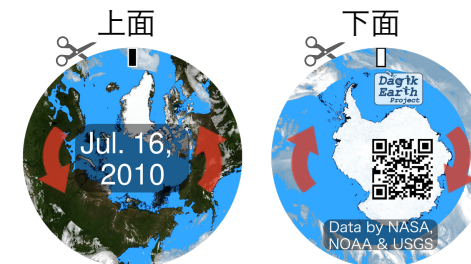 上面
下面
Jul. 16,
2010
Dagik
Earth
Project
Data by NASA,
NOAA & USGS